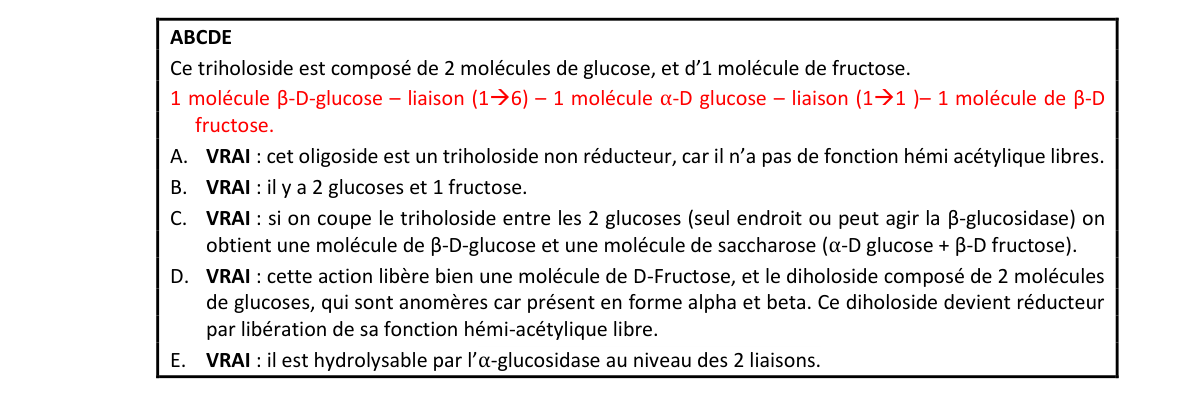 ABCDE
Ce triholoside est composé de 2 molécules de glucose, et d’1 molécule de fructose.
1 molécule β-D-glucose – liaison (1→6) – 1 molécule α-D glucose – liaison (1→1 )– 1 molécule de β-D
fructose.
A. VRAI : cet oligoside est un triholoside non réducteur, car il n’a pas de fonction hémi acétylique libres.
B. VRAI : il y a 2 glucoses et 1 fructose.
C. VRAI : si on coupe le triholoside entre les 2 glucoses (seul endroit ou peut agir la β-glucosidase) on
obtient une molécule de β-D-glucose et une molécule de saccharose (α-D glucose + β-D fructose).
D. VRAI : cette action libère bien une molécule de D-Fructose, et le diholoside composé de 2 molécules
de glucoses, qui sont anomères car présent en forme alpha et beta. Ce diholoside devient réducteur
par libération de sa fonction hémi-acétylique libre.
E. VRAI : il est hydrolysable par l’α-glucosidase au niveau des 2 liaisons.